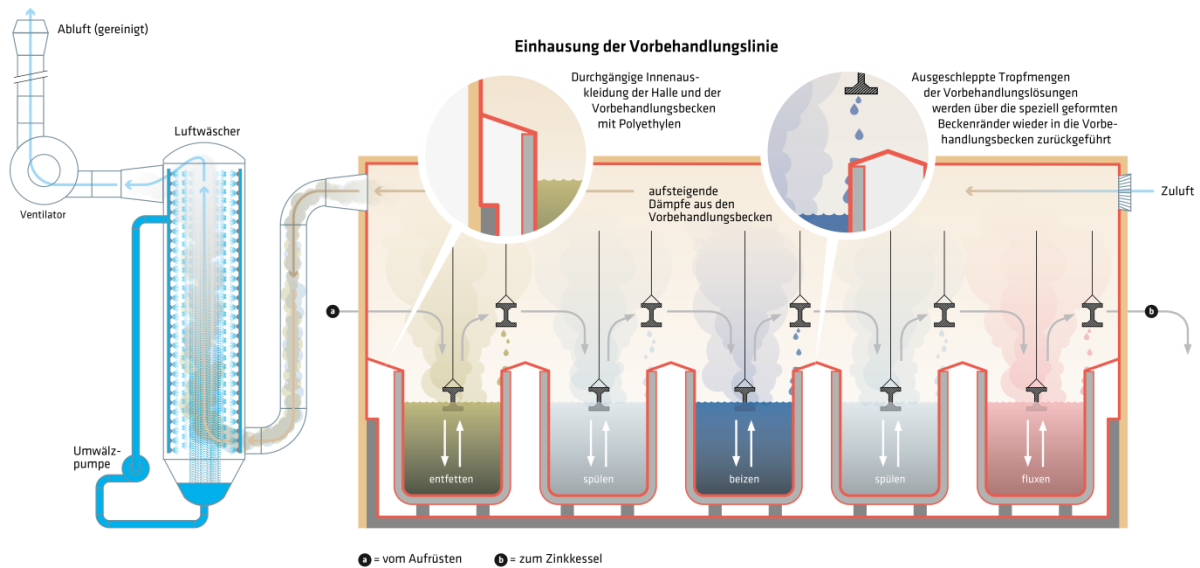 Abluft (gereinigt)
Einhausung der Vorbehandlungslinie
Durchgängige Innenaus-
kleidung der Halle und der
Vorbehandlungsbecken
mit Polyethylen
Ausgeschleppte Tropfmengen
der Vorbehandlungslösungen
werden über die speziell geformten
Beckenränder wieder in die Vorbe-
handlungsbecken zurückgeführt
Luftwäscher
Ventilator
aufsteigende
Dämpfe aus den
Vorbehandlungsbecken
Zuluft
a
b
Umwälz-
pumpe
entfetten
spülen
beizen
spülen
fluxen
a = vom Aufrüsten
b = zum Zinkkessel